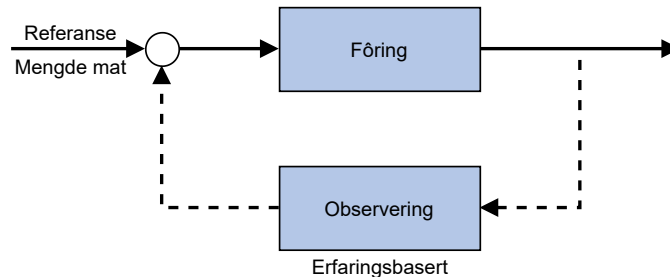 Referanse
Mengde mat
Fôring
Observering
Erfaringsbasert